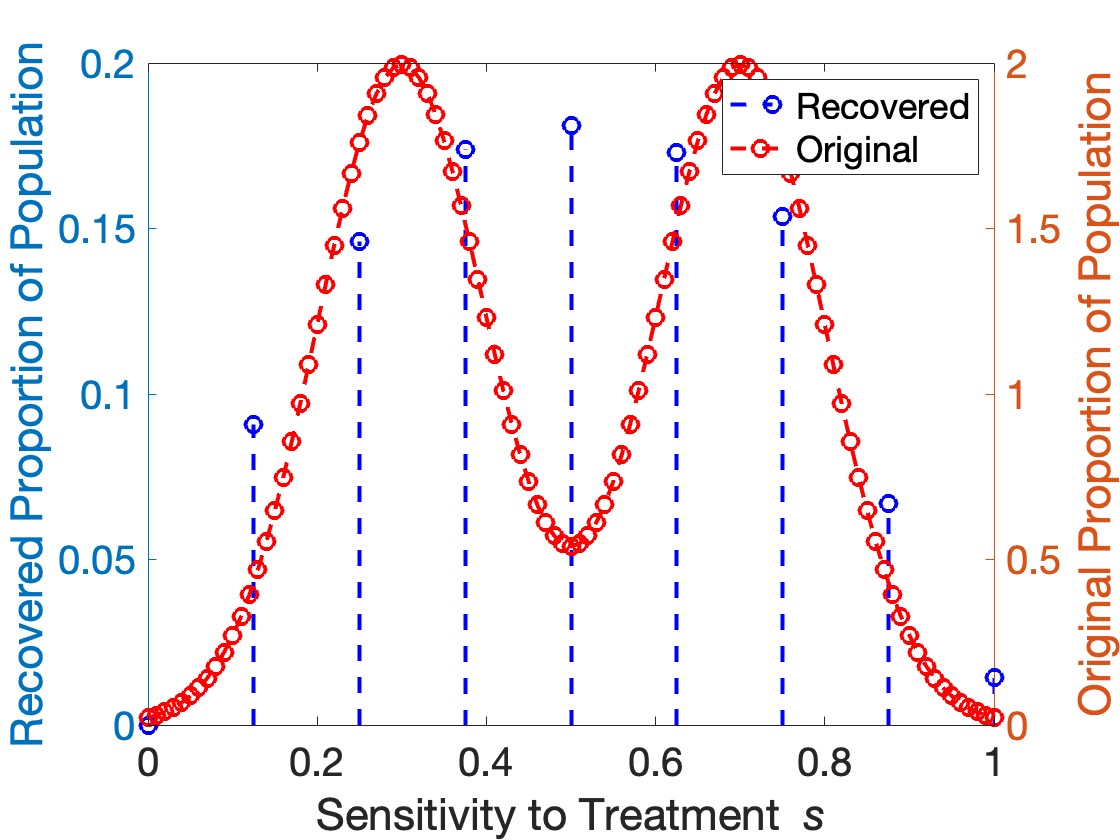 Recovered Proportion of Population
0.2
0.15
0.1
0.05
0
2
1.5
1
0.5
0
Original Proportion of Population
Recovered
Original
0 0.2 0.4 0.6 0.8 1
Sensitivity to Treatment s